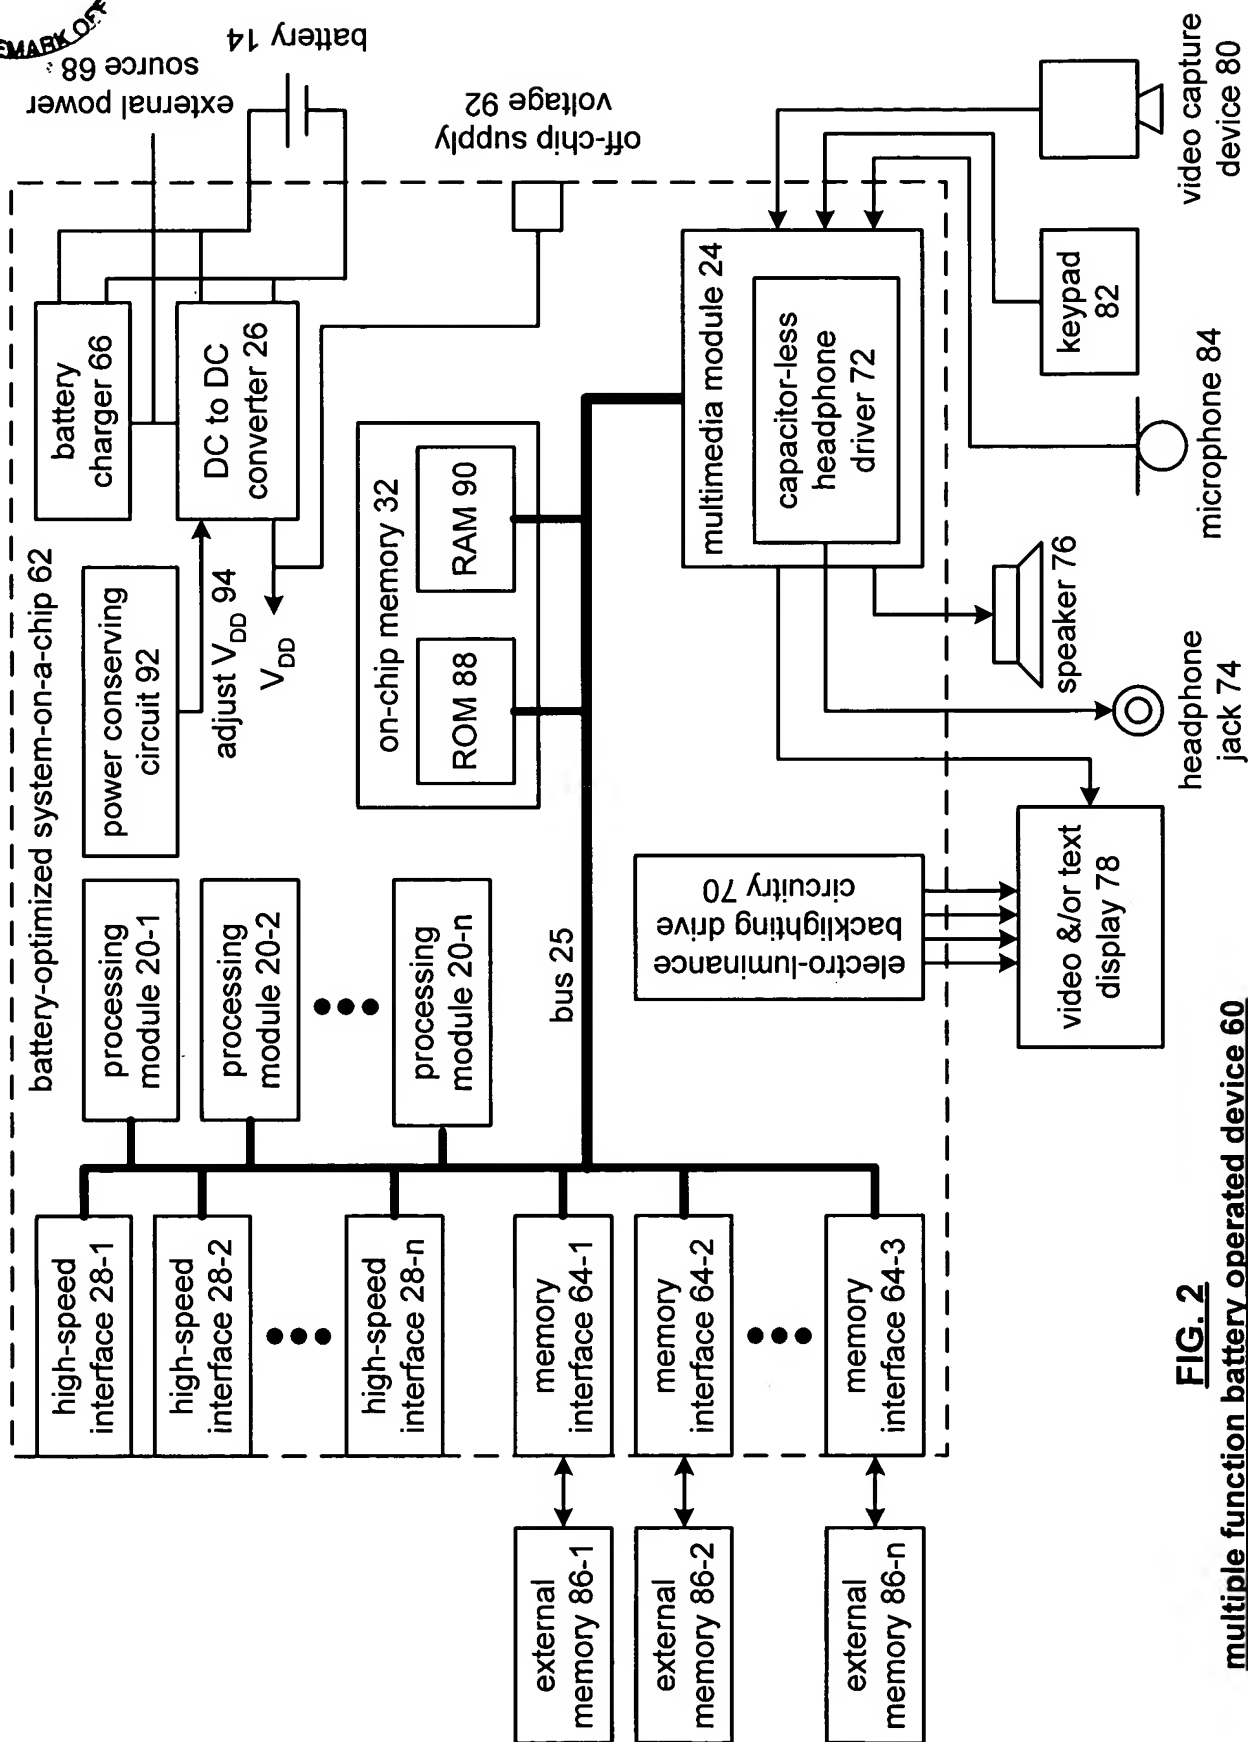 EMARK OFF
battery 14
external power
source 68
off-chip supply
voltage 92
battery-optimized system-on-a-chip 62
high-speed
interface 28-1
high-speed
interface 28-2
high-speed
interface 28-n
memory
interface 64-1
memory
interface 64-2
memory
interface 64-3
external
memory 86-1
external
memory 86-2
external
memory 86-n
processing
module 20-1
processing
module 20-2
processing
module 20-n
bus 25
power conserving
circuit 92
adjust VDD 94
VDD
battery
charger 66
DC to DC
converter 26
on-chip memory 32
ROM 88
RAM 90
multimedia module 24
capacitor-less
headphone
driver 72
electro-luminance
backlighting drive
circuitry 70
video &/or text
display 78
headphone
jack 74
speaker 76
microphone 84
keypad
82
video capture
device 80
FIG. 2
multiple function battery operated device 60